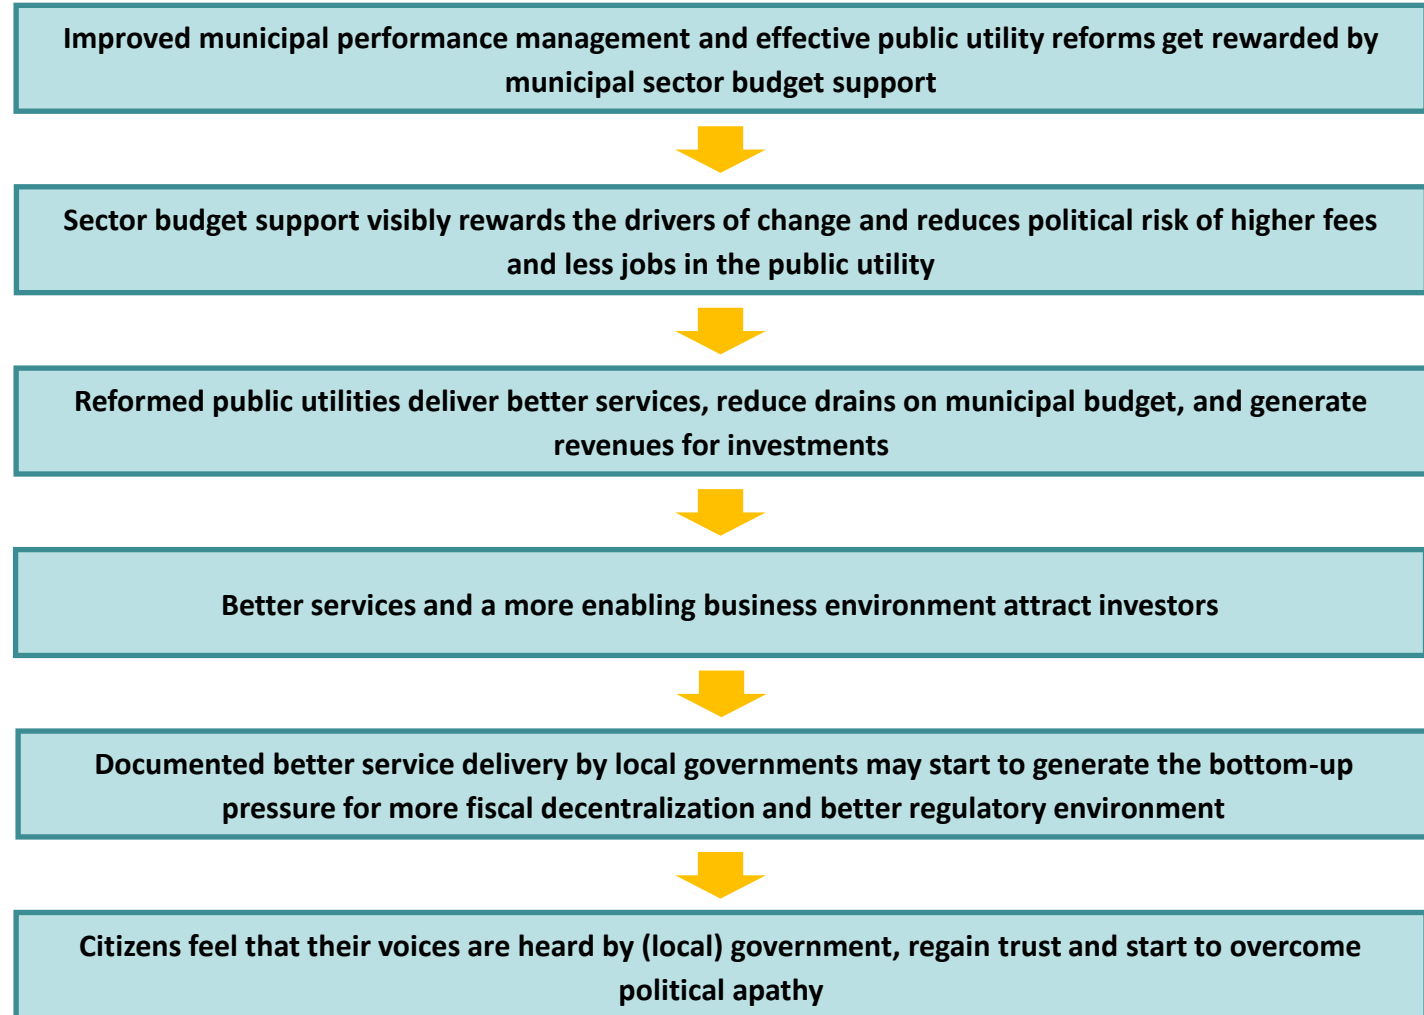 Improved municipal performance management and effective public utility reforms get rewarded by
municipal sector budget support
Sector budget support visibly rewards the drivers of change and reduces political risk of higher fees
and less jobs in the public utility
Reformed public utilities deliver better services, reduce drains on municipal budget, and generate
revenues for investments
Better services and a more enabling business environment attract investors
Documented better service delivery by local governments may start to generate the bottom-up
pressure for more fiscal decentralization and better regulatory environment
Citizens feel that their voices are heard by (local) government, regain trust and start to overcome
political apathy